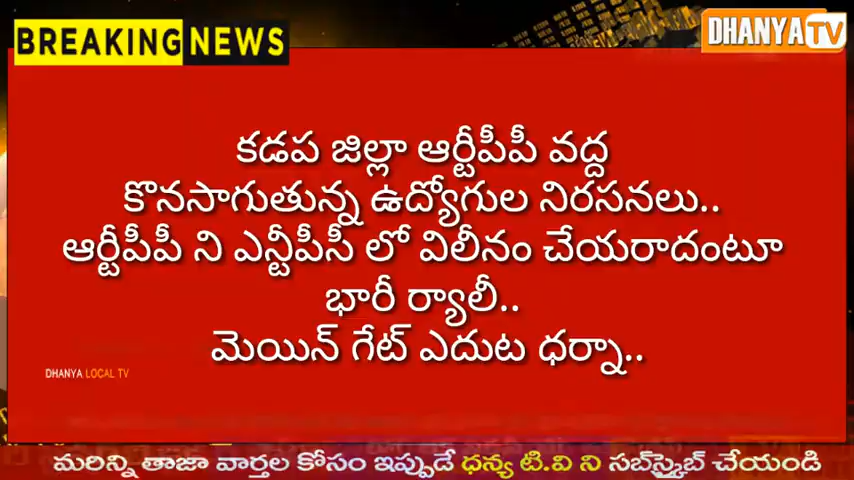 BREAKING NEWS
DHANYA TV
కడప జిల్లా ఆర్టీపీపీ వద్ద
కొనసాగుతున్న ఉద్యోగుల నిరసనలు..
ఆర్టీపీపీ ని ఎన్టీపీసీ లో విలీనం చేయరాదంటూ
భారీ ర్యాలీ..
మెయిన్ గేట్ ఎదుట ధర్నా..
DHANYA LOCAL TV
మరిన్ని తాజా వార్తల కోసం ఇప్పుడే ధన్య టి.వి ని సబ్‌స్క్రైబ్ చేయండి